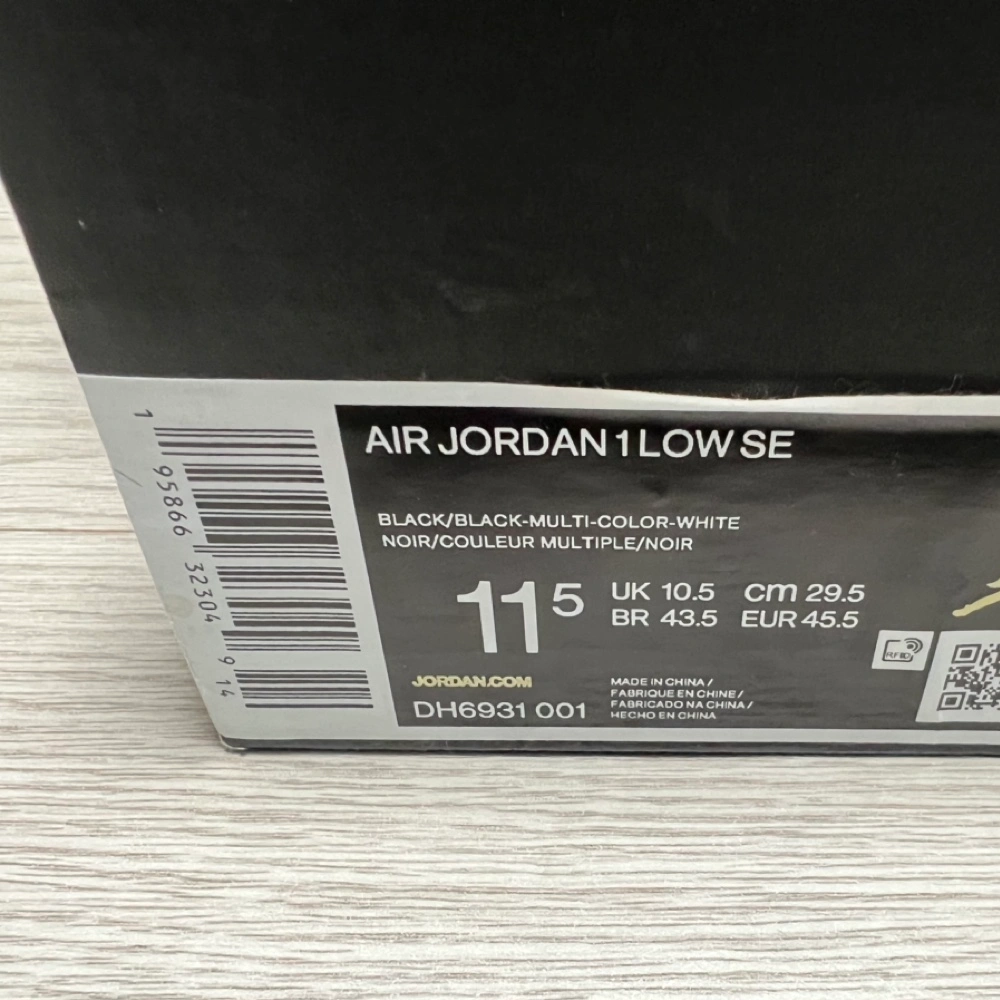 AIR JORDAN 1 LOW SE
BLACK/BLACK-MULTI-COLOR-WHITE
NOIR/COULEUR MULTIPLE/NOIR
11 5
UK 10.5 cm 29.5
BR 43.5 EUR 45.5
RFID
JORDAN.COM
DH6931 001
MADE IN CHINA /
FABRIQUE EN CHINE /
FABRICADO NA CHINA /
HECHO EN CHINA
1 95866 32304 9 14